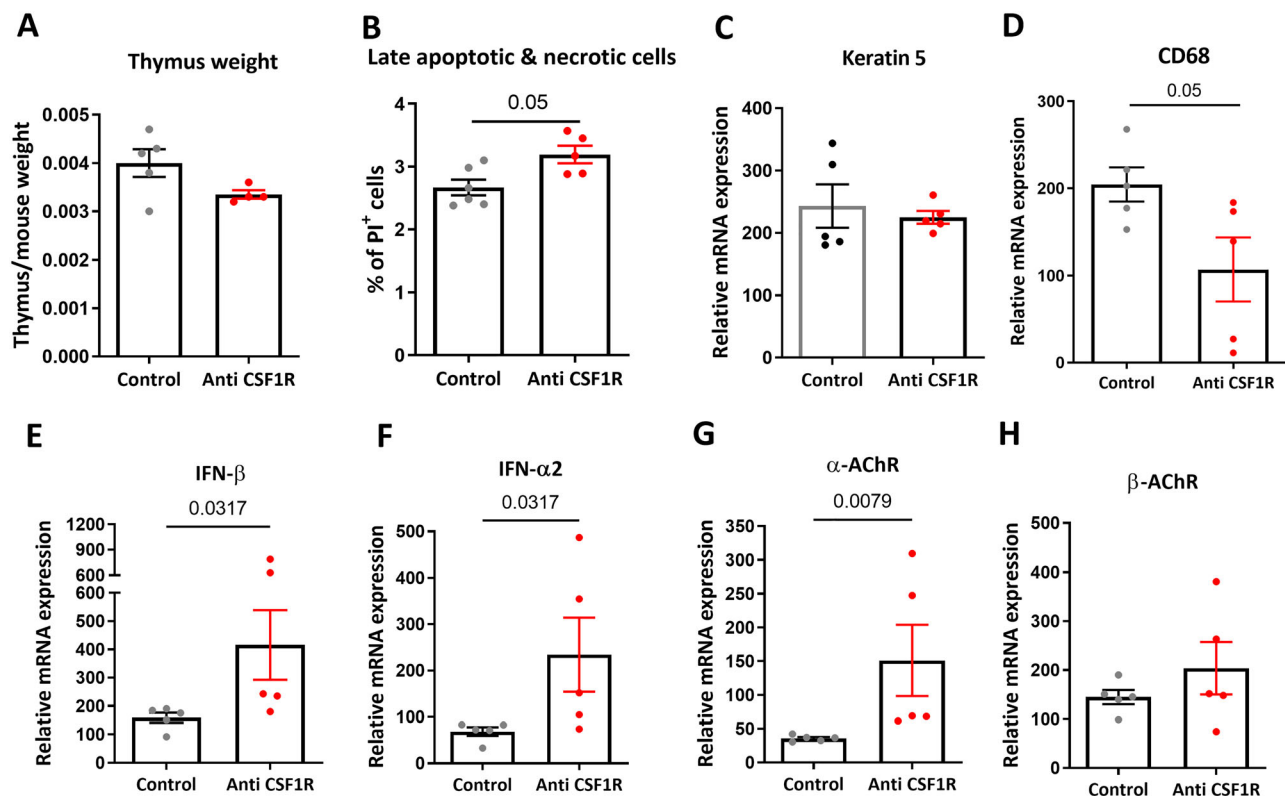 A
Thymus weight
Thymus/mouse weight
0.005
0.004
0.003
0.002
0.001
0.000
Control
Anti CSF1R
B
Late apoptotic & necrotic cells
0.05
% of PI⁺ cells
4
3
2
1
0
Control
Anti CSF1R
C
Keratin 5
Relative mRNA expression
400
300
200
100
0
Control
Anti CSF1R
D
CD68
0.05
Relative mRNA expression
300
200
100
0
Control
Anti CSF1R
E
IFN-β
0.0317
Relative mRNA expression
1200
900
600
600
500
400
300
200
100
0
Control
Anti CSF1R
F
IFN-α2
0.0317
Relative mRNA expression
500
400
300
200
100
0
Control
Anti CSF1R
G
α-AChR
0.0079
Relative mRNA expression
350
300
250
200
150
100
50
0
Control
Anti CSF1R
H
β-AChR
Relative mRNA expression
500
400
300
200
100
0
Control
Anti CSF1R